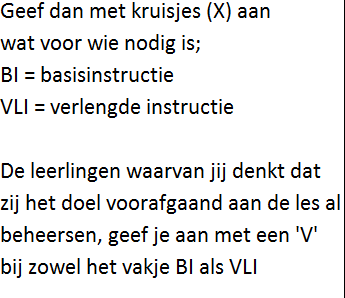 Geef dan met kruisjes (X) aan
wat voor wie nodig is;
BI = basisinstructie
VLI = verlengde instructie
De leerlingen waarvan jij denkt dat
zij het doel voorafgaand aan de les al
beheersen, geef je aan met een 'V'
bij zowel het vakje BI als VLI